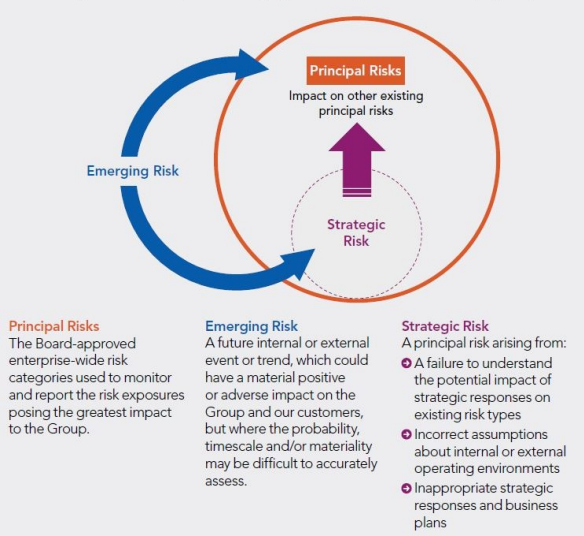 Principal Risks
Impact on other existing
principal risks
Emerging Risk
Strategic
Risk
Principal Risks
The Board-approved
enterprise-wide risk
categories used to monitor
and report the risk exposures
posing the greatest impact
to the Group.
Emerging Risk
A future internal or external
event or trend, which could
have a material positive
or adverse impact on the
Group and our customers,
but where the probability,
timescale and/or materiality
may be difficult to accurately
assess.
Strategic Risk
A principal risk arising from:
A failure to understand
the potential impact of
strategic responses on
existing risk types
Incorrect assumptions
about internal or external
operating environments
Inappropriate strategic
responses and business
plans